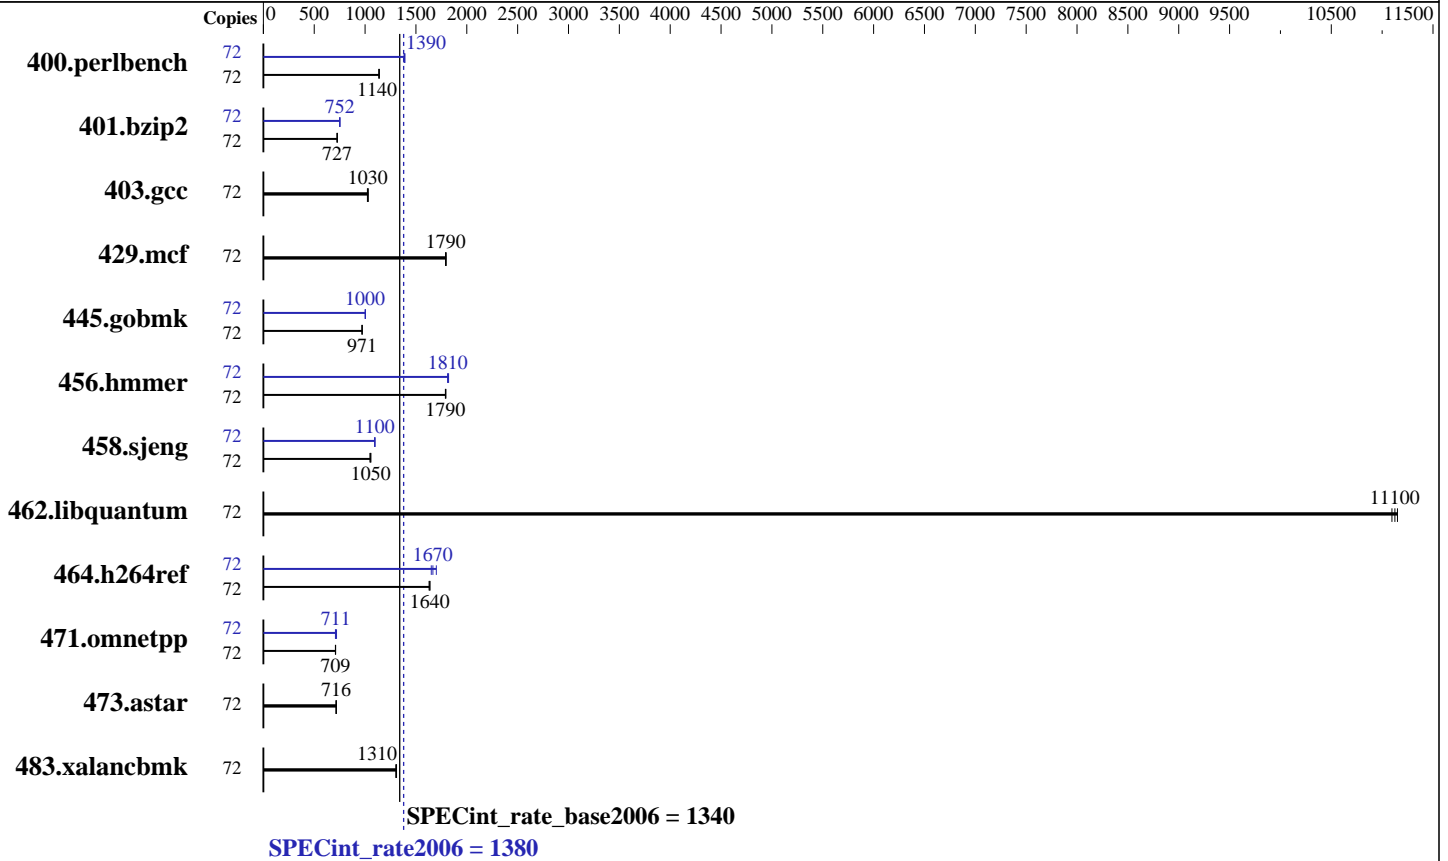 Copies 0 500 1000 1500 2000 2500 3000 3500 4000 4500 5000 5500 6000 6500 7000 7500 8000 8500 9000 9500 10500 11500
400.perlbench 72 1390
72 1140
401.bzip2 72 752
72 727
403.gcc 72 1030
429.mcf 72 1790
445.gobmk 72 1000
72 971
456.hmmer 72 1810
72 1790
458.sjeng 72 1100
72 1050
462.libquantum 72 11100
464.h264ref 72 1670
72 1640
471.omnetpp 72 711
72 709
473.astar 72 716
483.xalancbmk 72 1310
SPECint_rate_base2006 = 1340
SPECint_rate2006 = 1380